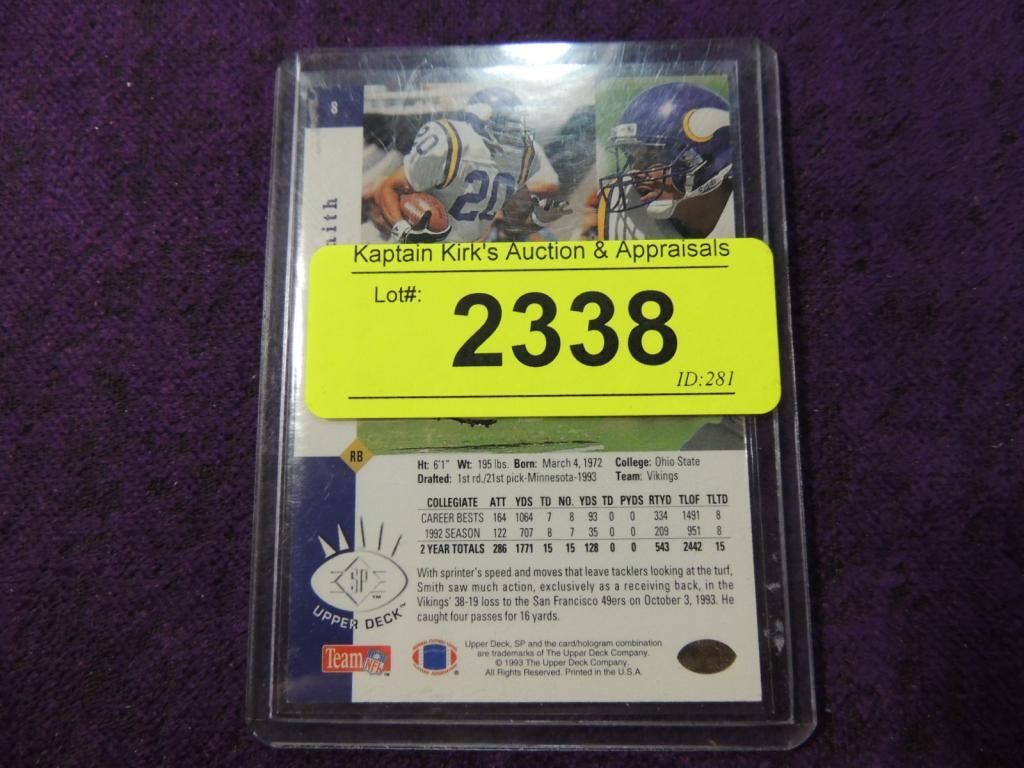 8
20
20
Kaptain Kirk's Auction & Appraisals
Lot#:
2338
ID:281
RB
Ht: 6'1" Wt: 195 lbs. Born: March 4, 1972 College: Ohio State
Drafted: 1st rd./21st pick-Minnesota-1993 Team: Vikings
COLLEGIATE ATT YDS TD NO. YDS TD PYDS RTYD TLOF TLTD
CAREER BESTS 164 1064 7 8 93 0 0 334 1491 8
1992 SEASON 122 707 8 7 35 0 0 209 951 8
2 YEAR TOTALS 286 1771 15 15 128 0 0 543 2442 15
With sprinter's speed and moves that leave tacklers looking at the turf,
Smith saw much action, exclusively as a receiving back, in the
Vikings' 38-19 loss to the San Francisco 49ers on October 3, 1993. He
caught four passes for 16 yards.
SP™
UPPER DECK™
Team NFL™
Upper Deck, SP and the card/hologram combination
are trademarks of The Upper Deck Company.
© 1993 The Upper Deck Company.
All Rights Reserved. Printed in the U.S.A.